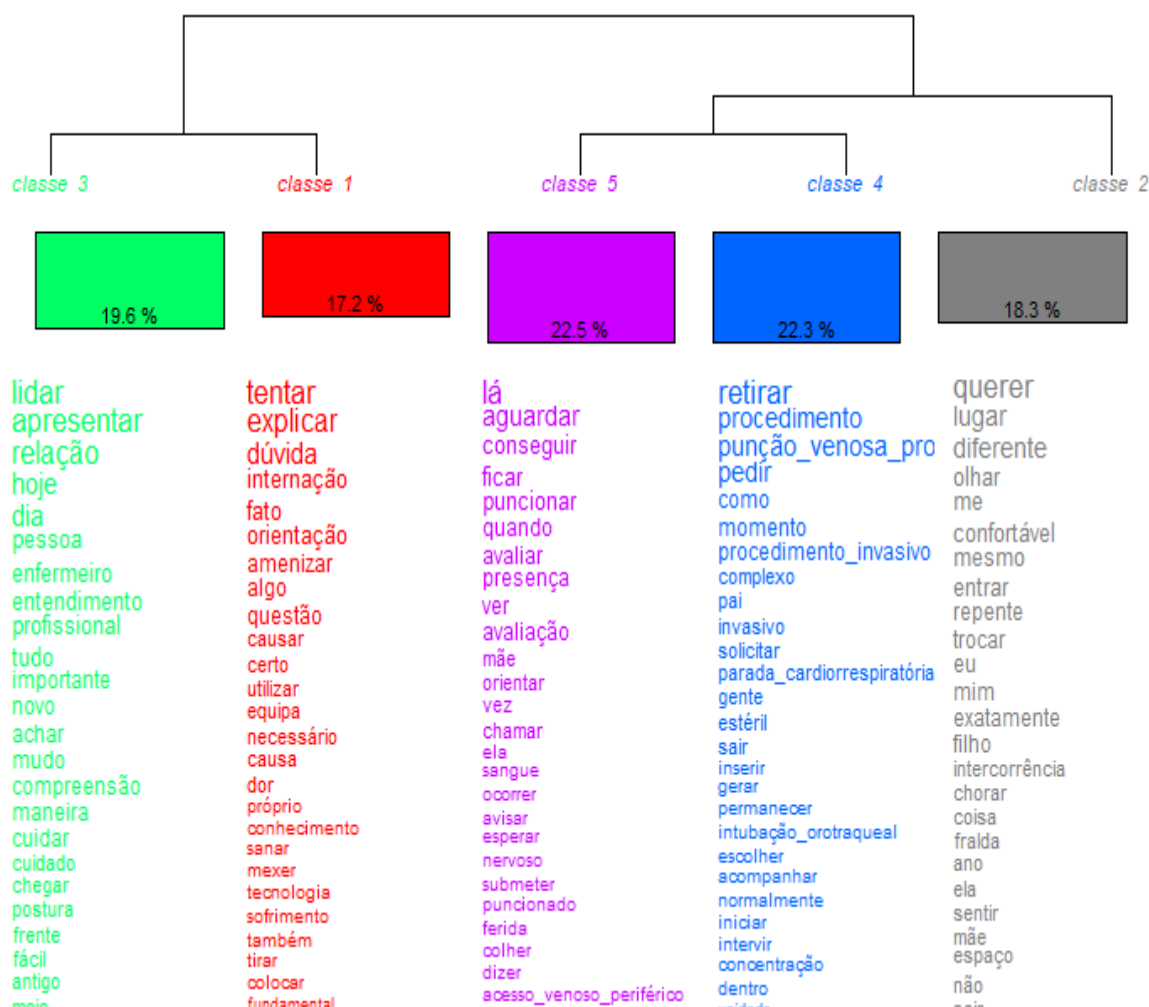 classe 3
classe 1
classe 5
classe 4
classe 2
19.6 %
17.2 %
22.5 %
22.3 %
18.3 %
lidar
apresentar
relação
hoje
dia
pessoa
enfermeiro
entendimento
profissional
tudo
importante
novo
achar
mudo
compreensão
maneira
cuidar
cuidado
chegar
postura
frente
fácil
antigo
tentar
explicar
dúvida
internação
fato
orientação
amenizar
algo
questão
causar
certo
utilizar
equipa
necessário
causa
dor
próprio
conhecimento
sanar
mexer
tecnologia
sofrimento
também
tirar
colocar
fundamental
lá
aguardar
conseguir
ficar
puncionar
quando
avaliar
presença
ver
avaliação
mãe
orientar
vez
chamar
ela
sangue
ocorrer
avisar
esperar
nervoso
submeter
puncionado
ferida
colher
dizer
acesso_venoso_periférico
retirar
procedimento
punção_venosa_pro
pedir
como
momento
procedimento_invasivo
complexo
pai
invasivo
solicitar
parada_cardiorrespiratória
gente
estéril
sair
inserir
gerar
permanecer
intubação_orotraqueal
escolher
acompanhar
normalmente
iniciar
intervir
concentração
dentro
querer
lugar
diferente
olhar
me
confortável
mesmo
entrar
repente
trocar
eu
mim
exatamente
filho
intercorrência
chorar
coisa
fralda
ano
ela
sentir
mãe
espaço
não